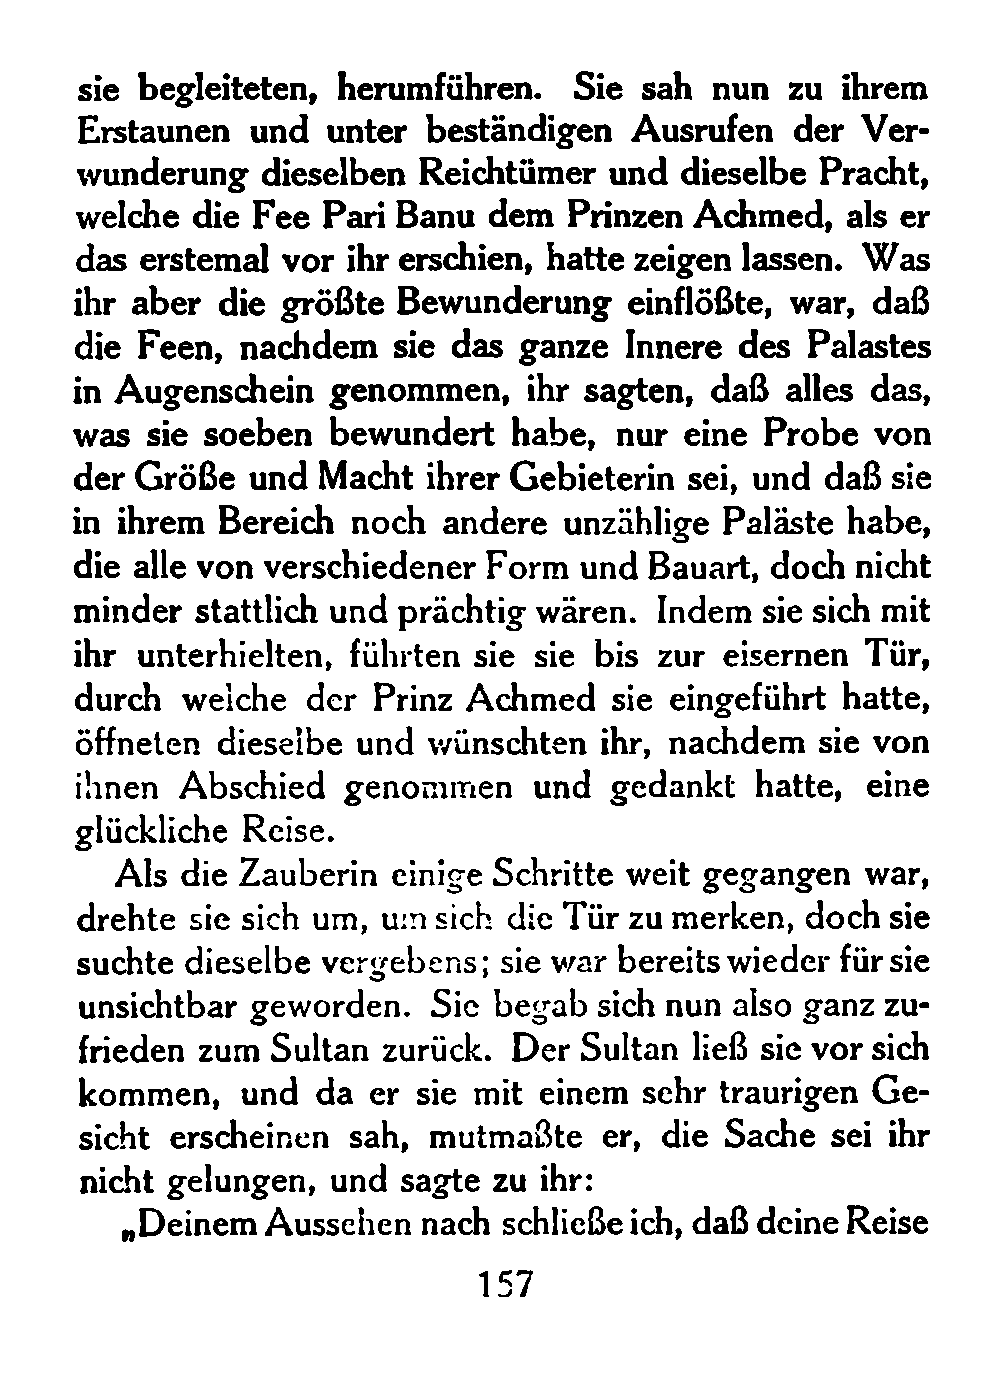 sie begleiteten, herumführen. Sie sah nun zu ihrem
Erstaunen und unter beständigen Ausrufen der Ver-
wunderung dieselben Reichtümer und dieselbe Pracht,
welche die Fee Pari Banu dem Prinzen Achmed, als er
das erstemal vor ihr erschien, hatte zeigen lassen. Was
ihr aber die größte Bewunderung einflößte, war, daß
die Feen, nachdem sie das ganze Innere des Palastes
in Augenschein genommen, ihr sagten, daß alles das,
was sie soeben bewundert habe, nur eine Probe von
der Größe und Macht ihrer Gebieterin sei, und daß sie
in ihrem Bereich noch andere unzählige Paläste habe,
die alle von verschiedener Form und Bauart, doch nicht
minder stattlich und prächtig wären. Indem sie sich mit
ihr unterhielten, führten sie sie bis zur eisernen Tür,
durch welche der Prinz Achmed sie eingeführt hatte,
öffneten dieselbe und wünschten ihr, nachdem sie von
ihnen Abschied genommen und gedankt hatte, eine
glückliche Reise.
Als die Zauberin einige Schritte weit gegangen war,
drehte sie sich um, um sich die Tür zu merken, doch sie
suchte dieselbe vergebens; sie war bereits wieder für sie
unsichtbar geworden. Sie begab sich nun also ganz zu-
frieden zum Sultan zurück. Der Sultan ließ sie vor sich
kommen, und da er sie mit einem sehr traurigen Ge-
sicht erscheinen sah, mutmaßte er, die Sache sei ihr
nicht gelungen, und sagte zu ihr:
„Deinem Aussehen nach schließe ich, daß deine Reise
157